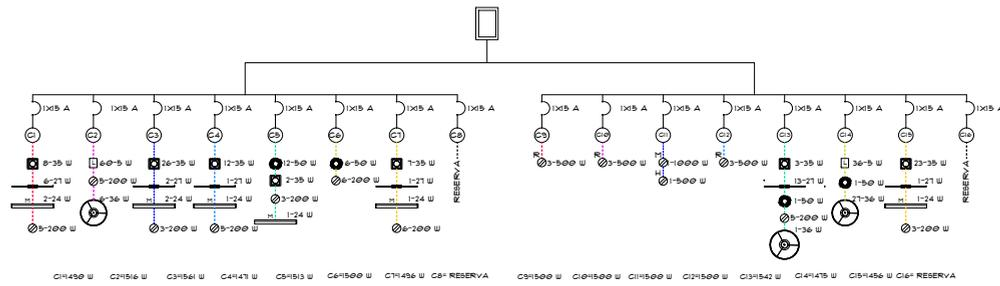 1X15 A 1X15 A 1X15 A 1X15 A 1X15 A 1X15 A 1X15 A 1X15 A 1X15 A 1X15 A 1X15 A 1X15 A 1X15 A 1X15 A 1X15 A 1X15 A
C1 C2 C3 C4 C5 C6 C7 C8 C9 C10 C11 C12 C13 C14 C15 C16
R R M R
8-35 W L 60-5 W 26-35 W 12-35 W 12-50 W 6-50 W 7-35 W 3-500 W 3-500 W 1-1000 W 3-500 W 3-35 W L 36-5 W 23-35 W
RESERVA RESERVA
6-27 W 5-200 W 2-27 W 1-27 W 2-35 W 6-200 W 1-27 W H 1-500 W 13-27 W 1-50 W 1-27 W
M 2-24 W 6-36 W M 2-24 W M 1-24 W 3-200 W M 1-24 W 1-50 W 27-36 W M 1-24 W
M 1-24 W 5-200 W
5-200 W 3-200 W 5-200 W 6-200 W 1-36 W 3-200 W
C1=1490 W C2=1516 W C3=1561 W C4=1471 W C5=1513 W C6=1500 W C7=1496 W C8= RESERVA C9=1500 W C10=1500 W C11=1500 W C12=1500 W C13=1542 W C14=1475 W C15=1456 W C16= RESERVA